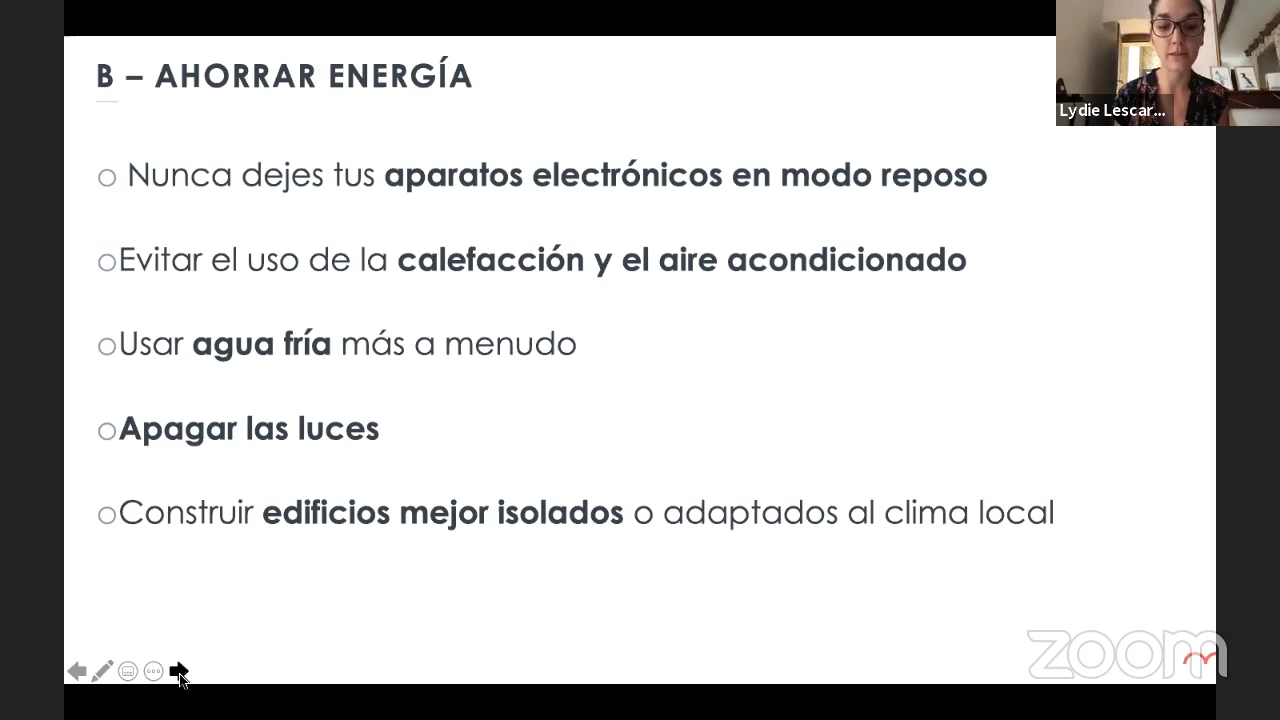 B – AHORRAR ENERGÍA
Lydie Lescar...
o Nunca dejes tus aparatos electrónicos en modo reposo
o Evitar el uso de la calefacción y el aire acondicionado
o Usar agua fría más a menudo
o Apagar las luces
o Construir edificios mejor isolados o adaptados al clima local
zoom